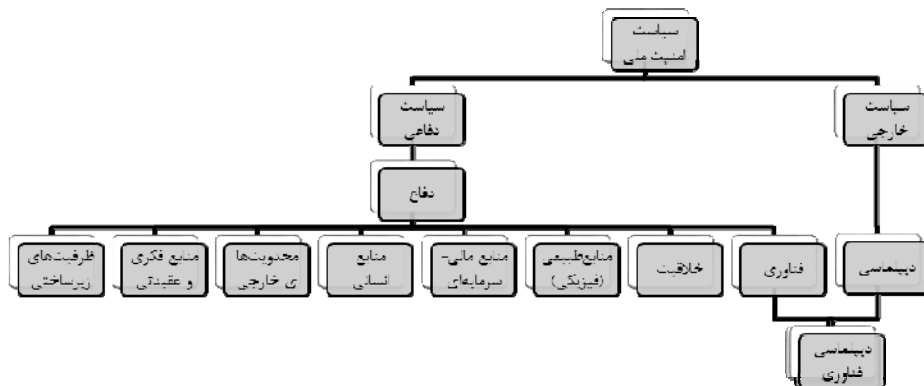 سیاست
امنیت ملی
سیاست
خارجی
سیاست
دفاعی
دفاع
دیپلماسی
فناوری
خلاقیت
منابع طبیعی
(فیزیکی)
منابع مالی-
سرمایه‌ای
منابع
انسانی
محدویت‌ها
ی خارجی
منابع فکری
و عقیدتی
ظرفیت‌های
زیرساختی
دیپلماسی
فناوری